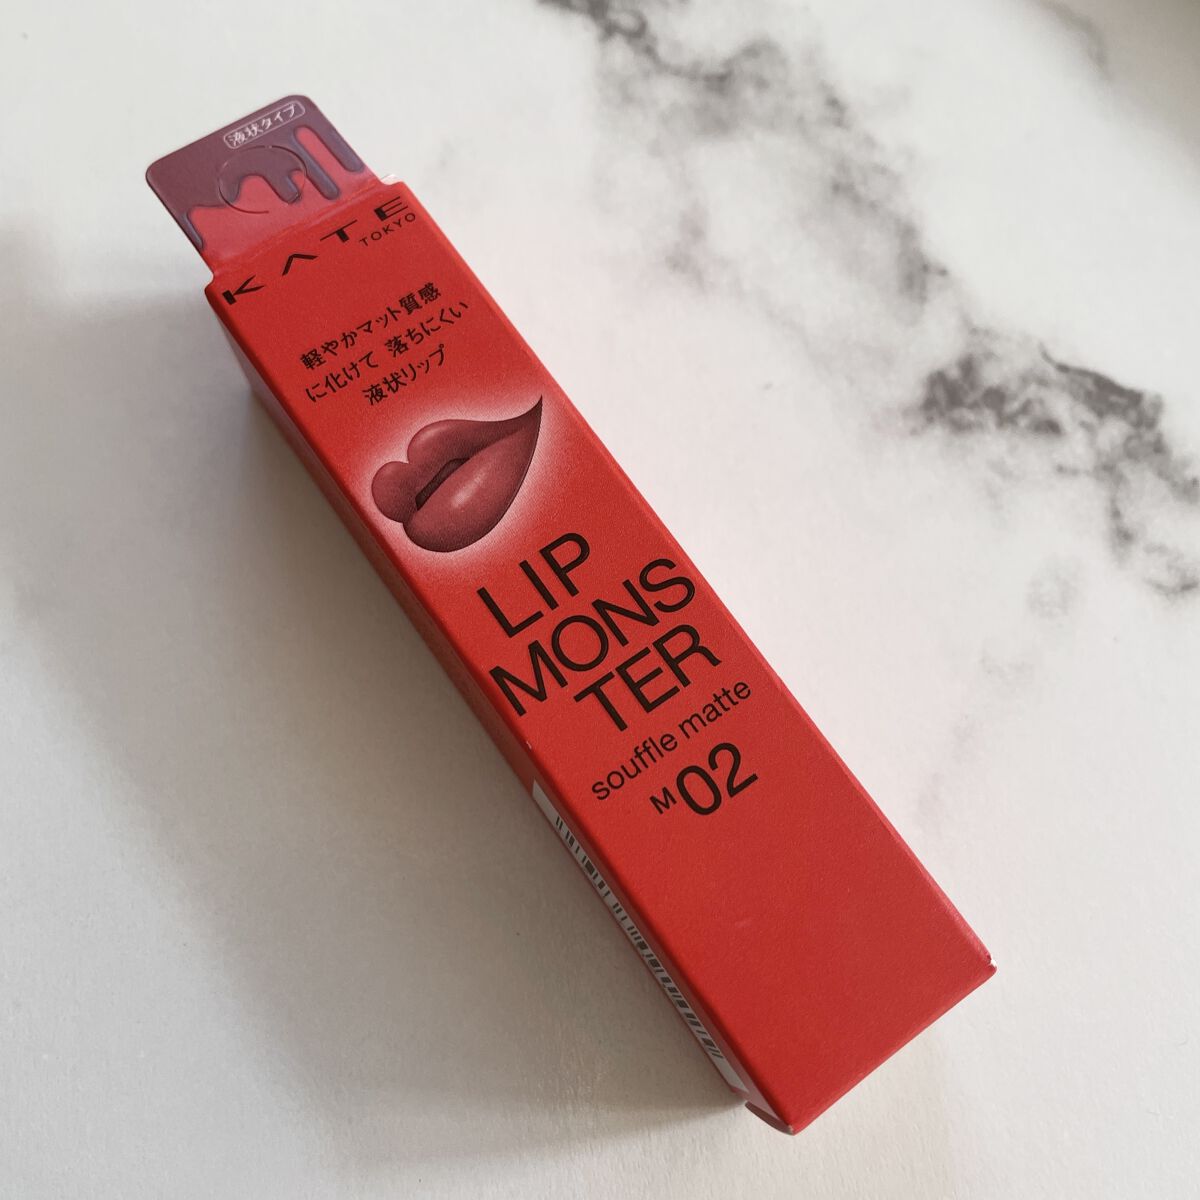 液状タイプ
KATE
TOKYO
軽やかマット質感
に化けて 落ちにくい
液状リップ
LIP
MONS
TER
souffle matte
M02